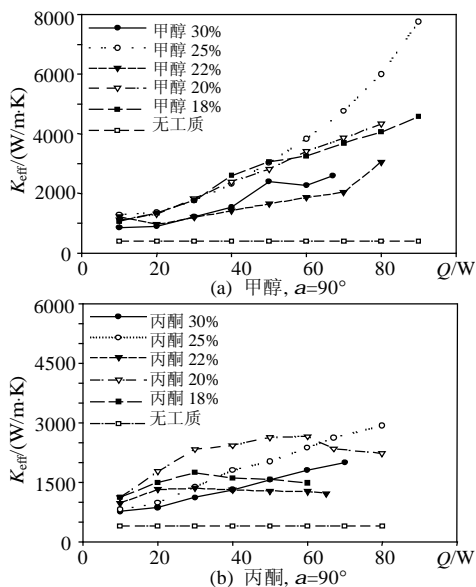 8000
6000
4000
2000
0
K_eff/(W/m·K)
甲醇 30%
甲醇 25%
甲醇 22%
甲醇 20%
甲醇 18%
无工质
0 20 40 60 80 Q/W
(a) 甲醇, a=90°
6000
4500
3000
1500
0
K_eff/(W/m·K)
丙酮 30%
丙酮 25%
丙酮 22%
丙酮 20%
丙酮 18%
无工质
0 20 40 60 80 100
Q/W
(b) 丙酮, a=90°